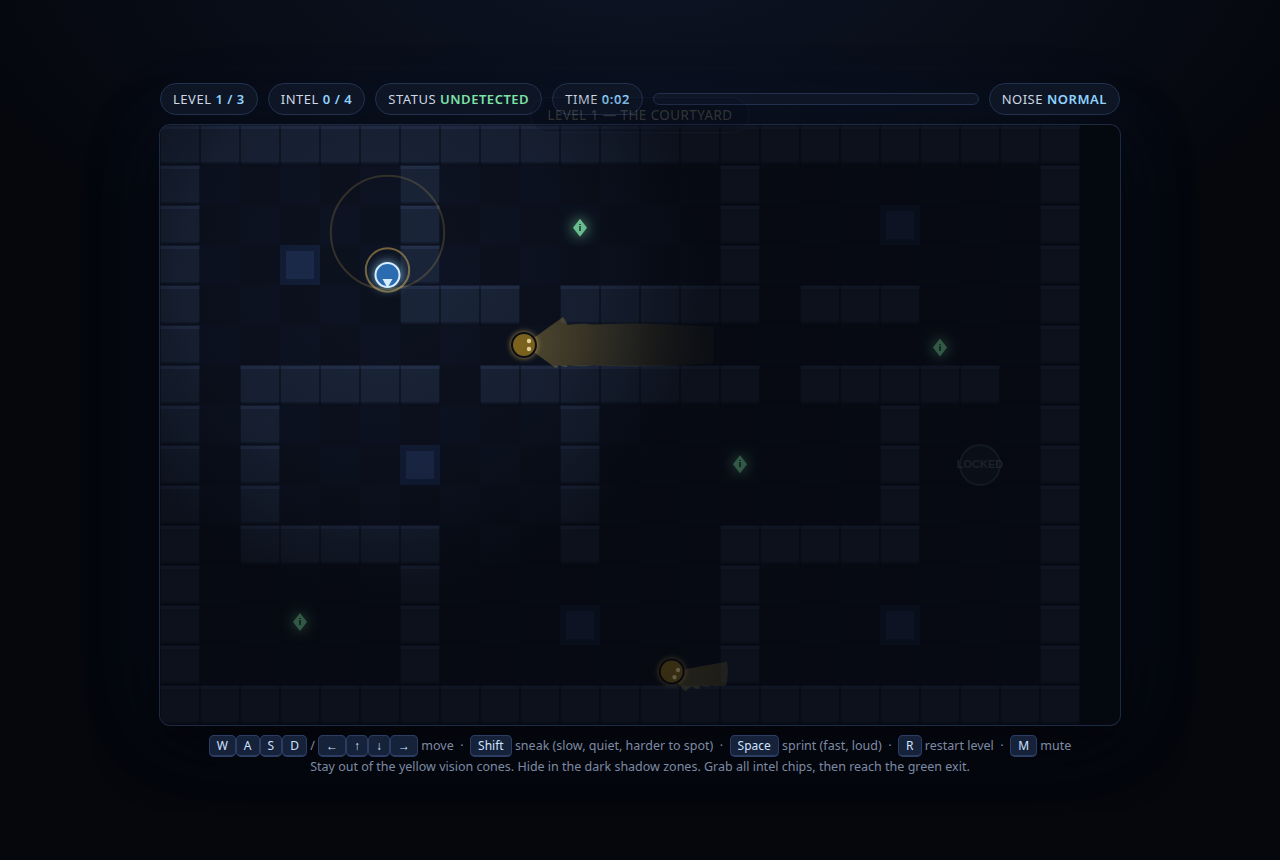 LEVEL 1 / 3 INTEL 0 / 4 STATUS UNDETECTED TIME 0:02 NOISE NORMAL
LEVEL 1 — THE COURTYARD
i
i
i
LOCKED
i
W A S D / ← ↑ ↓ → move · Shift sneak (slow, quiet, harder to spot) · Space sprint (fast, loud) · R restart level · M mute
Stay out of the yellow vision cones. Hide in the dark shadow zones. Grab all intel chips, then reach the green exit.